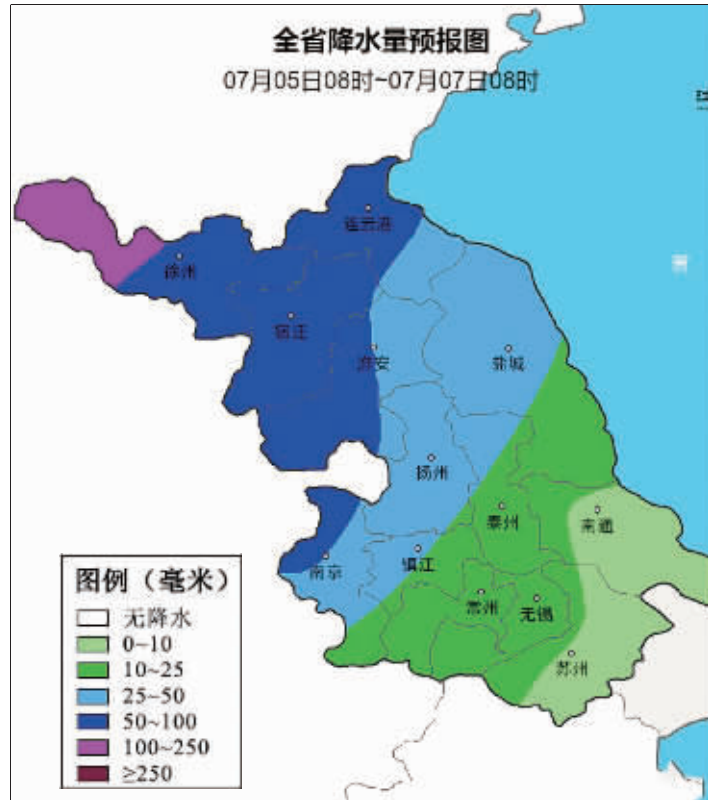 全省降水量预报图
07月05日08时~07月07日08时
连云港
徐州
宿迁
淮安
盐城
扬州
泰州
南通
南京
镇江
常州
无锡
苏州
图例（毫米）
无降水
0~10
10~25
25~50
50~100
100~250
≥250